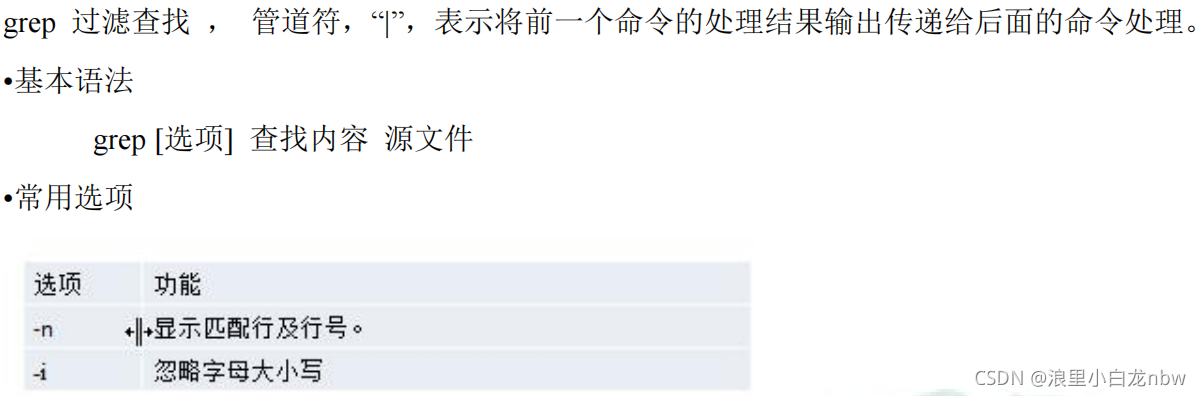 grep 过滤查找 ， 管道符，“|”，表示将前一个命令的处理结果输出传递给后面的命令处理。
•基本语法
grep [选项] 查找内容 源文件
•常用选项
选项 功能
-n 显示匹配行及行号。
-i 忽略字母大小写
CSDN @浪里小白龙nbw